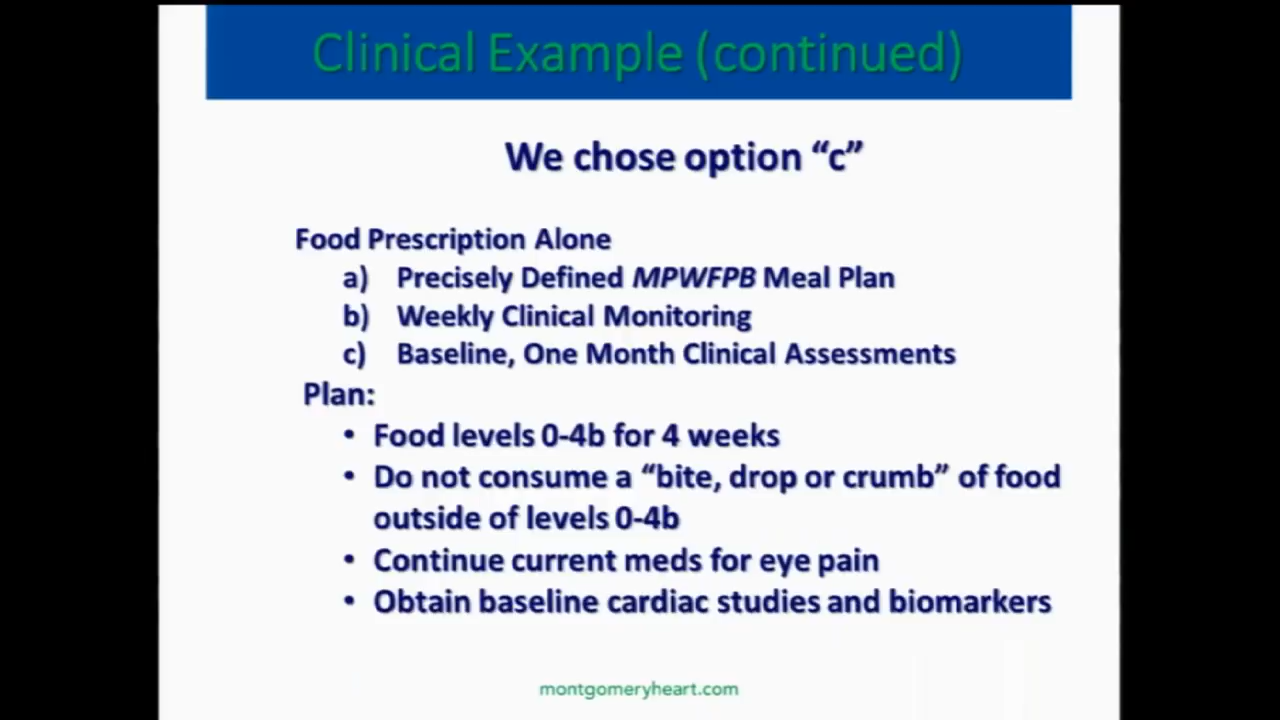 Clinical Example (continued)
We chose option “c”
Food Prescription Alone
a) Precisely Defined MPWFPB Meal Plan
b) Weekly Clinical Monitoring
c) Baseline, One Month Clinical Assessments
Plan:
• Food levels 0-4b for 4 weeks
• Do not consume a “bite, drop or crumb” of food
outside of levels 0-4b
• Continue current meds for eye pain
• Obtain baseline cardiac studies and biomarkers
montgomeryheart.com